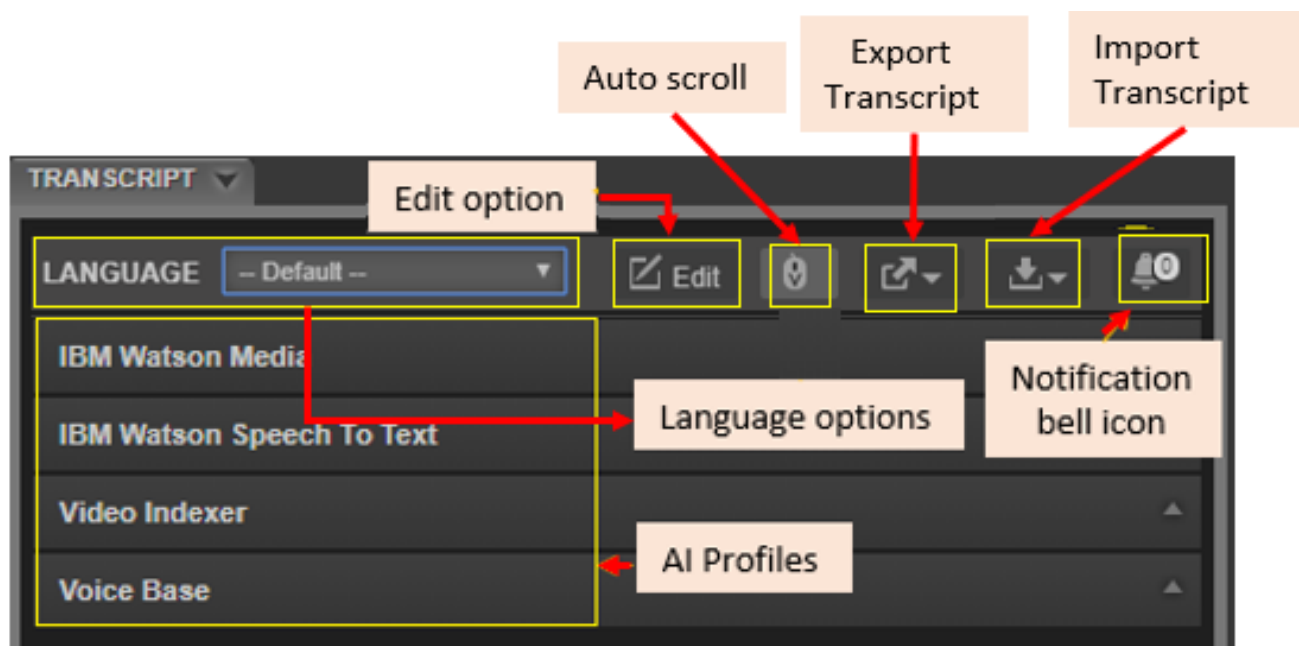 Auto scroll
Export
Transcript
Import
Transcript
TRANSCRIPT
Edit option
LANGUAGE
-- Default --
Edit
0
IBM Watson Media
IBM Watson Speech To Text
Language options
Notification
bell icon
Video Indexer
AI Profiles
Voice Base